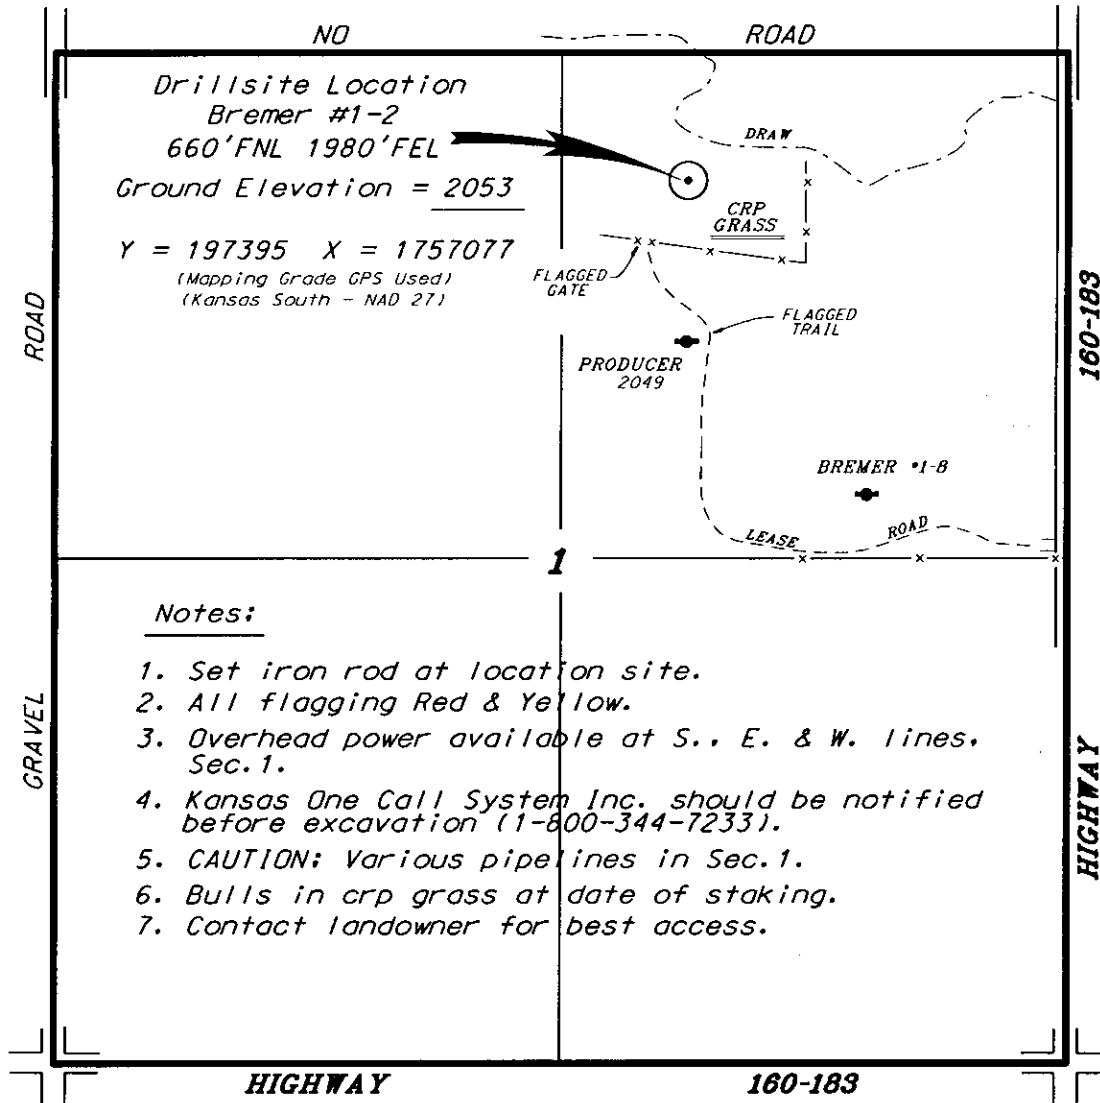 NO ROAD
Drillsite Location
Bremer #1-2
660'FNL 1980'FEL
Ground Elevation = 2053
Y = 197395 X = 1757077
(Mapping Grade GPS Used)
(Kansas South - NAD 27)
DRAW
CRP
GRASS
FLAGGED
GATE
FLAGGED
TRAIL
PRODUCER
2049
BREMER #1-8
LEASE ROAD
1
ROAD
GRAVEL
160-183
HIGHWAY
Notes:
1. Set iron rod at location site.
2. All flagging Red & Yellow.
3. Overhead power available at S., E. & W. lines,
Sec. 1.
4. Kansas One Call System Inc. should be notified
before excavation (1-800-344-7233).
5. CAUTION: Various pipelines in Sec. 1.
6. Bulls in crp grass at date of staking.
7. Contact landowner for best access.
HIGHWAY 160-183